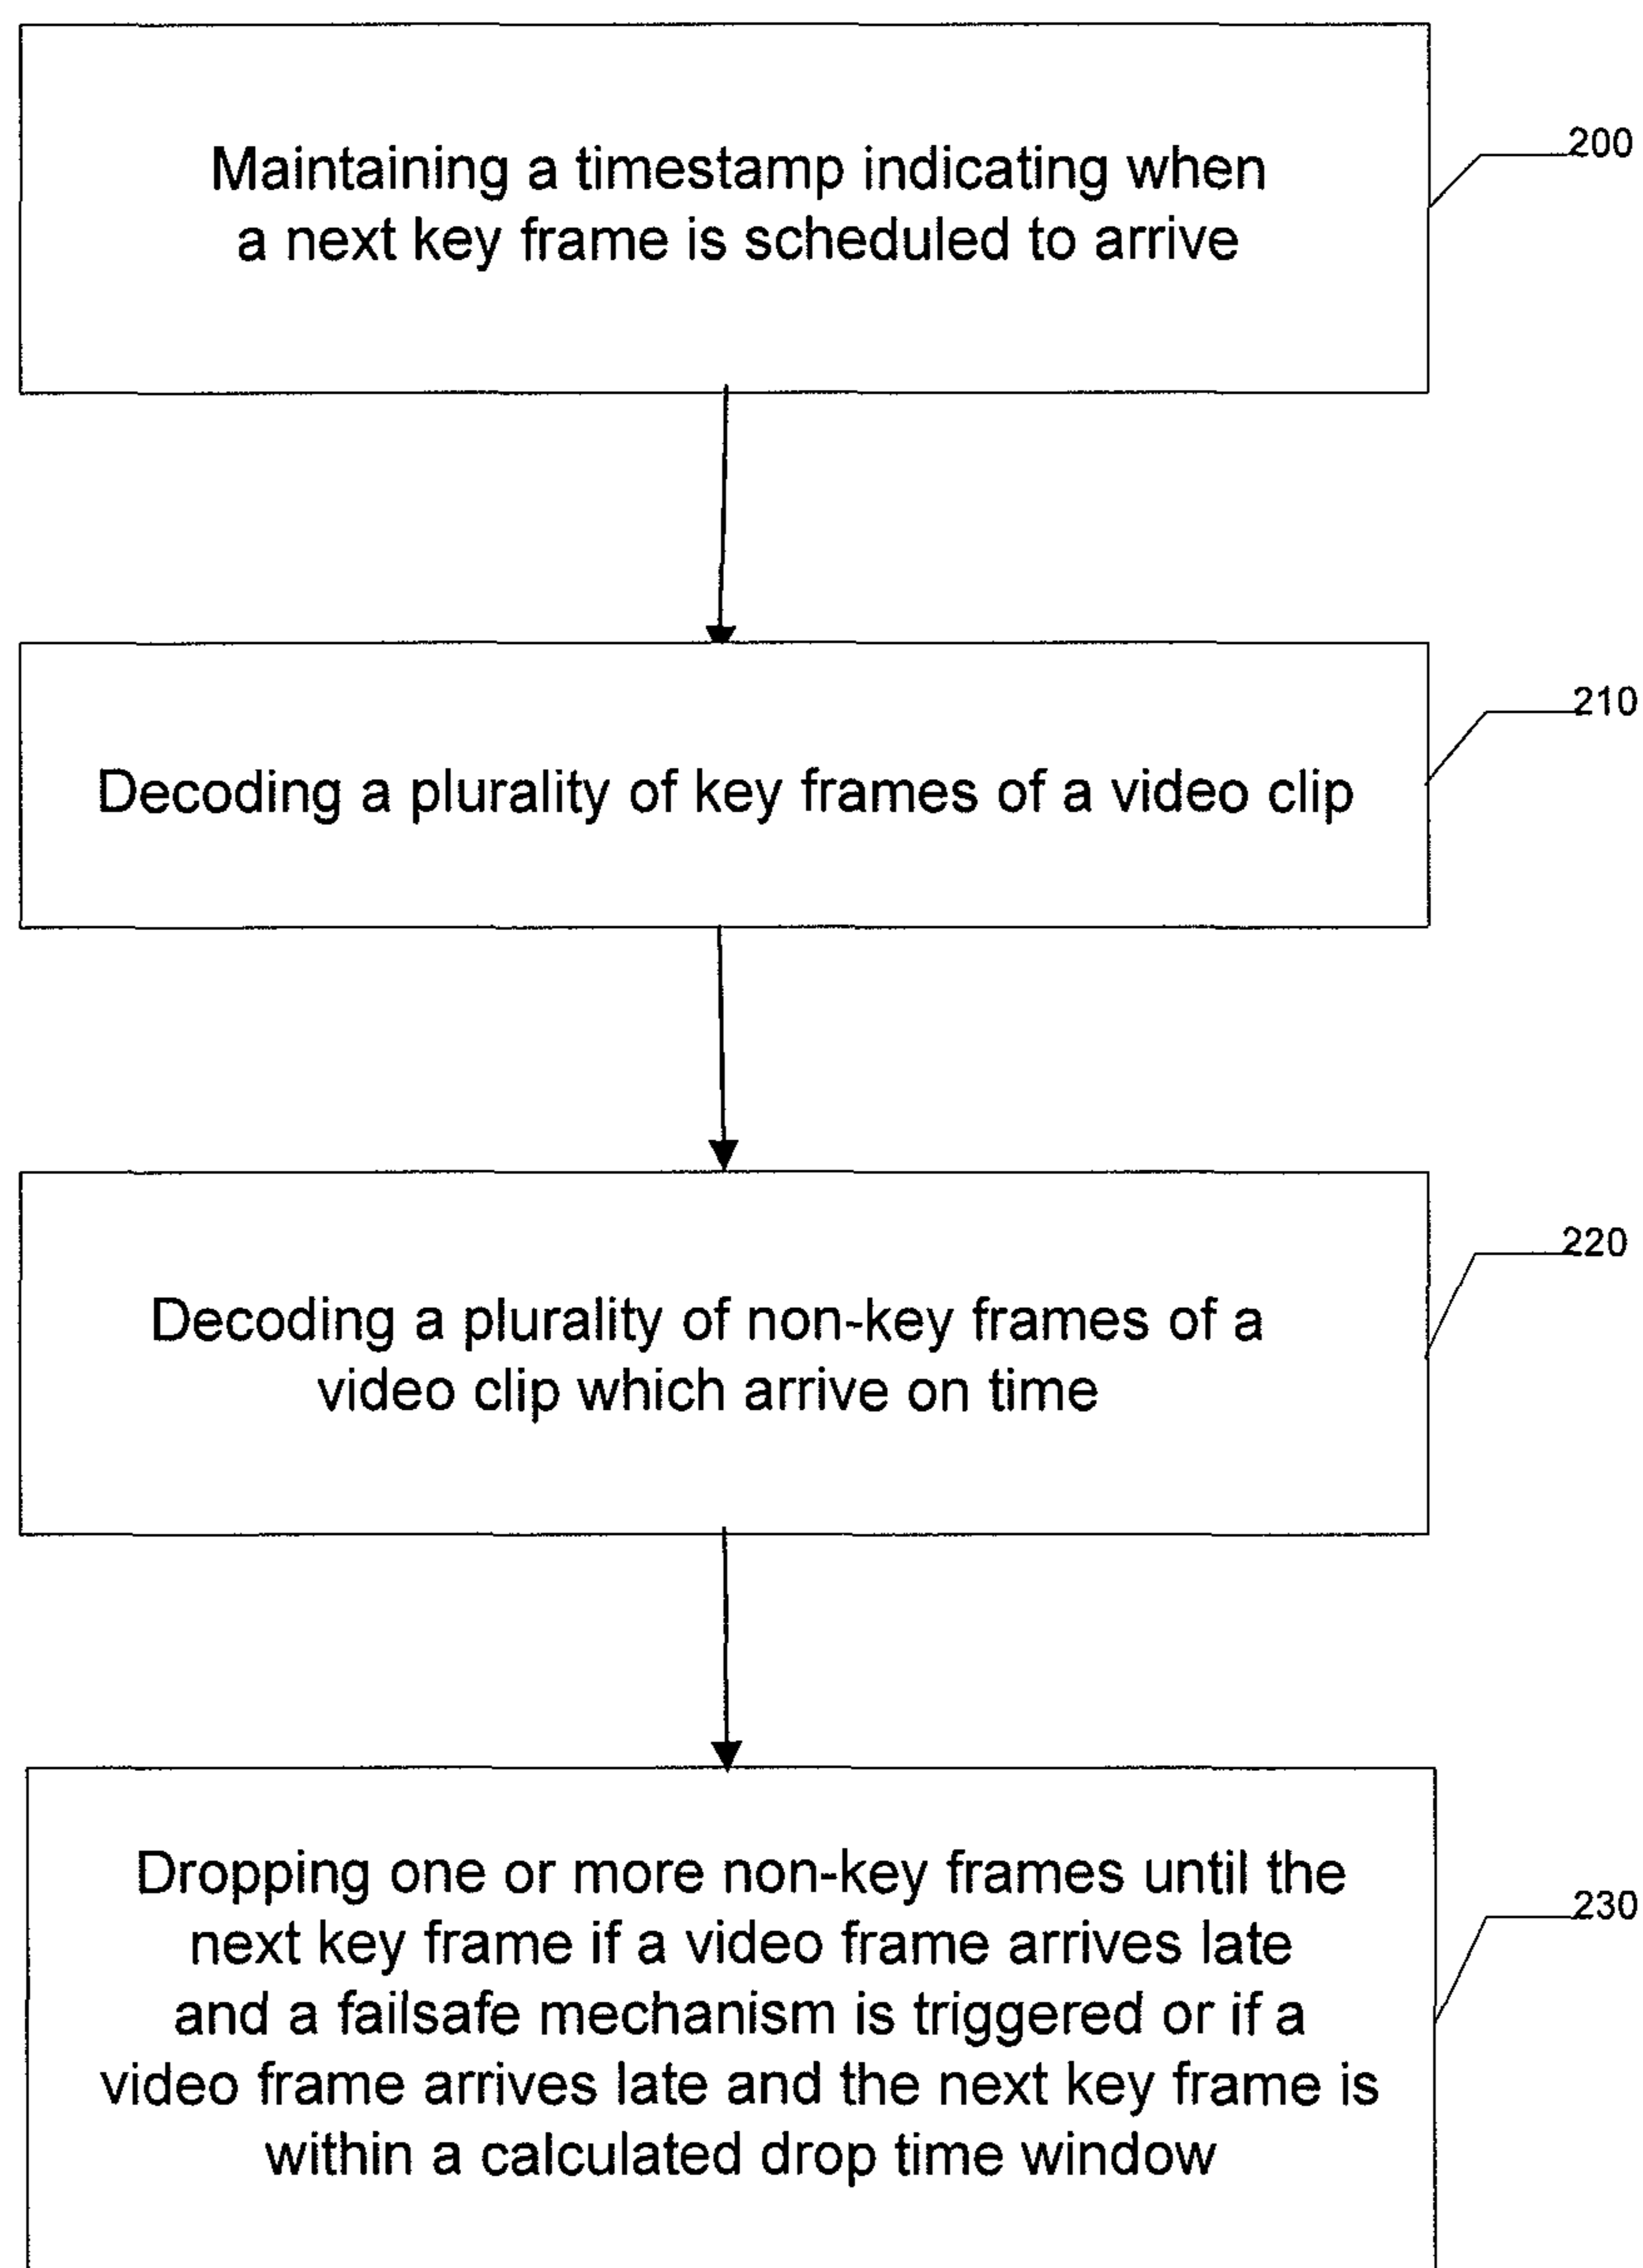 Maintaining a timestamp indicating when
a next key frame is scheduled to arrive
200
Decoding a plurality of key frames of a video clip
210
Decoding a plurality of non-key frames of a
video clip which arrive on time
220
Dropping one or more non-key frames until the
next key frame if a video frame arrives late
and a failsafe mechanism is triggered or if a
video frame arrives late and the next key frame is
within a calculated drop time window
230